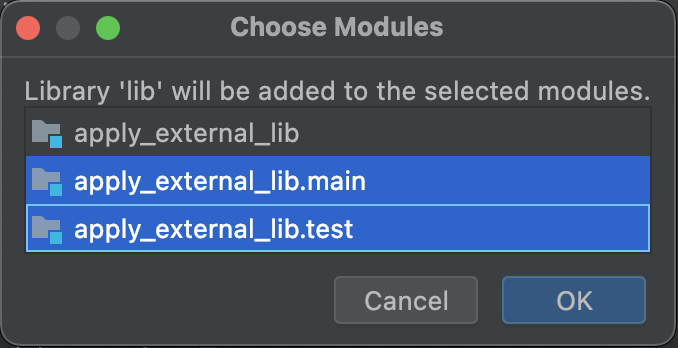 Choose Modules
Library 'lib' will be added to the selected modules.
apply_external_lib
apply_external_lib.main
apply_external_lib.test
Cancel OK